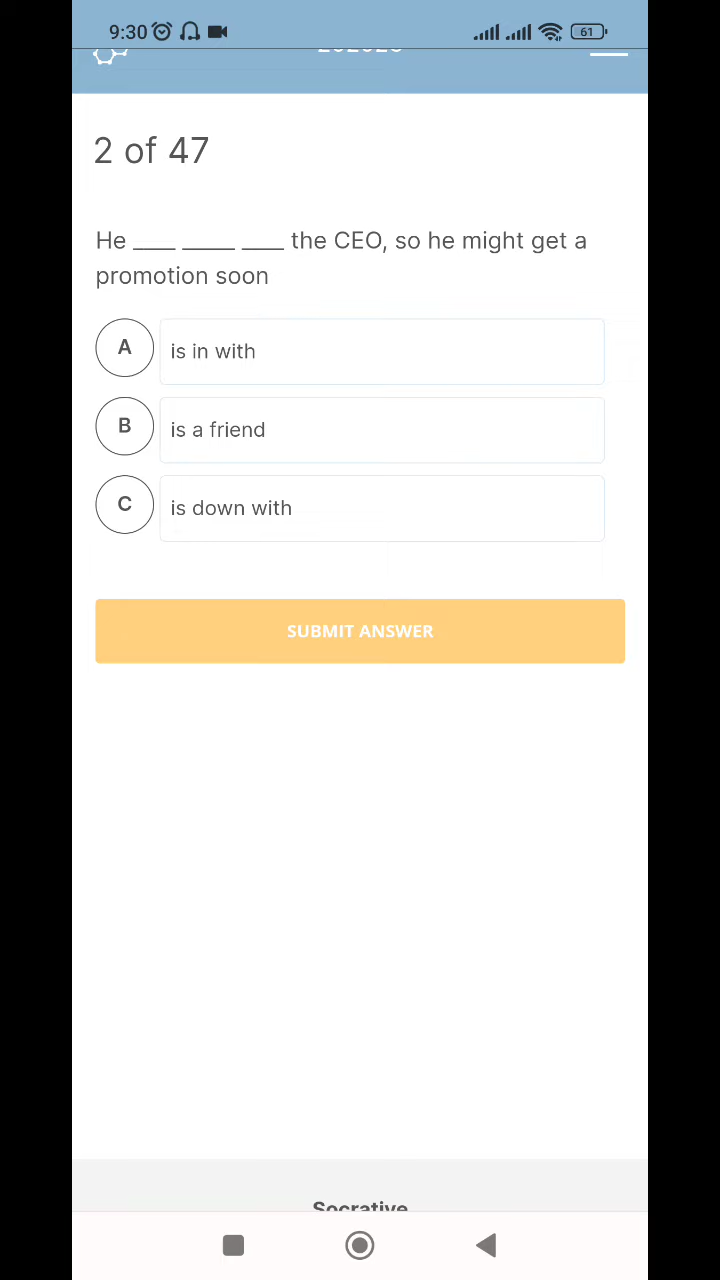 9:30
61
2 of 47
He ____ _____ ____ the CEO, so he might get a
promotion soon
A
is in with
B
is a friend
C
is down with
SUBMIT ANSWER
Socrative